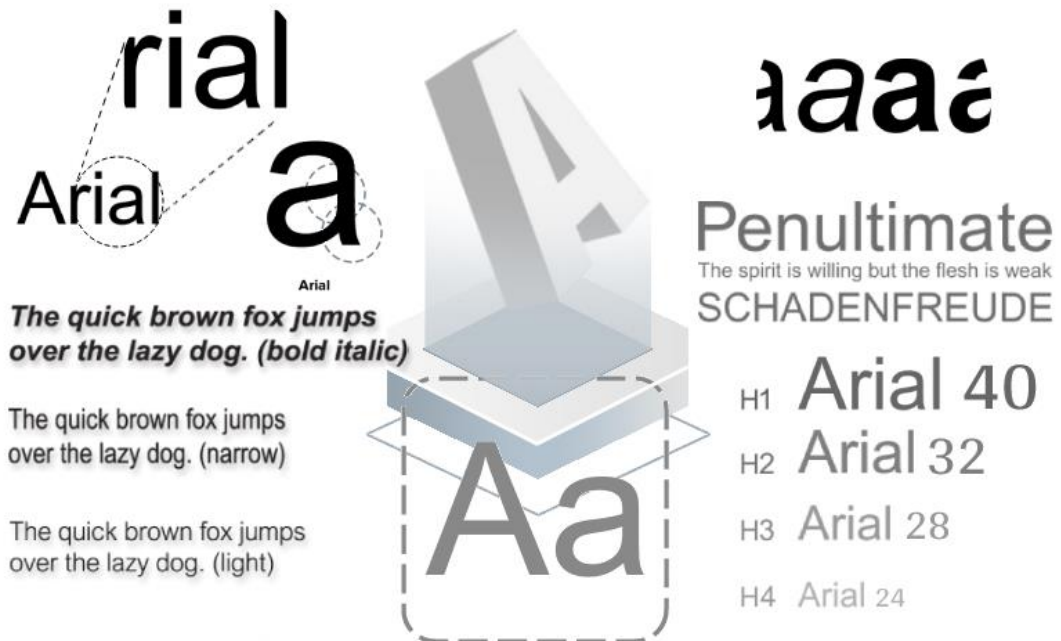 rial
Arial
a
Arial
The quick brown fox jumps
over the lazy dog. (bold italic)
The quick brown fox jumps
over the lazy dog. (narrow)
The quick brown fox jumps
over the lazy dog. (light)
A
Aa
aaaa
Penultimate
The spirit is willing but the flesh is weak
SCHADENFREUDE
H1 Arial 40
H2 Arial 32
H3 Arial 28
H4 Arial 24